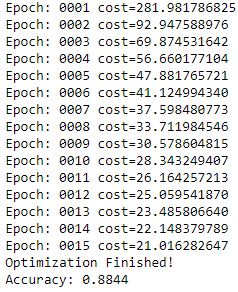 Epoch: 0001 cost=281.981786825
Epoch: 0002 cost=92.947588976
Epoch: 0003 cost=69.874531642
Epoch: 0004 cost=56.660177104
Epoch: 0005 cost=47.881765721
Epoch: 0006 cost=41.124994340
Epoch: 0007 cost=37.598480773
Epoch: 0008 cost=33.711984546
Epoch: 0009 cost=30.578604815
Epoch: 0010 cost=28.343249407
Epoch: 0011 cost=26.164257213
Epoch: 0012 cost=25.059541870
Epoch: 0013 cost=23.485806640
Epoch: 0014 cost=22.148379789
Epoch: 0015 cost=21.016282647
Optimization Finished!
Accuracy: 0.8844